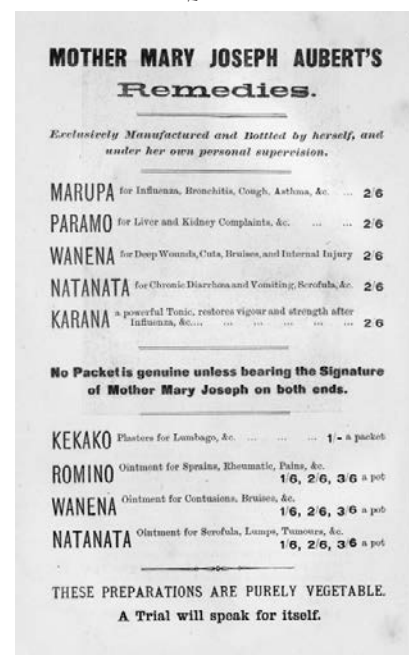 MOTHER MARY JOSEPH AUBERT'S
Remedies.
Exclusively Manufactured and Bottled by herself, and
under her own personal supervision.
MARUPA for Influenza, Bronchitis, Cough, Asthma, &c. ... 2/6
PARAMO for Liver and Kidney Complaints, &c. ... ... 2/6
WANENA for Deep Wounds, Cuts, Bruises, and Internal Injury 2/6
NATANATA for Chronic Diarrhœa and Vomiting, Scrofula, &c. 2/6
KARANA a powerful Tonic, restores vigour and strength after
Influenza, &c.... ... ... ... ... ... 2/6
No Packet is genuine unless bearing the Signature
of Mother Mary Joseph on both ends.
KEKAKO Plasters for Lumbago, &c. ... ... ... 1/- a packet
ROMINO Ointment for Sprains, Rheumatic, Pains, &c.
1/6, 2/6, 3/6 a pot
WANENA Ointment for Contusions, Bruises, &c.
1/6, 2/6, 3/6 a pot
NATANATA Ointment for Scrofula, Lumps, Tumours, &c.
1/6, 2/6, 3/6 a pot
THESE PREPARATIONS ARE PURELY VEGETABLE.
A Trial will speak for itself.